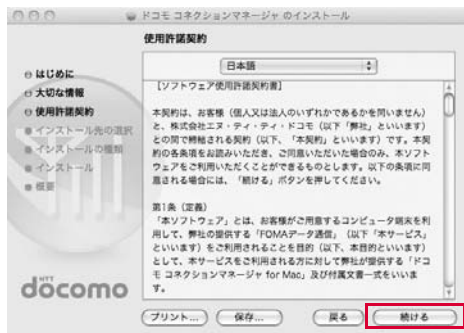 ドコモ コネクションマネージャ のインストール
使用許諾契約
日本語
はじめに
大切な情報
使用許諾契約
インストール先の選択
インストールの種類
インストール
概要
[ソフトウェア使用許諾契約書]
本契約は、お客様（個人又は法人のいずれかであるかを問いません）
と、株式会社エヌ・ティ・ティ・ドコモ（以下「弊社」といいます）
との間で締結される契約（以下、「本契約」といいます）です。本契
約の各条項をお読みいただき、ご同意いただいた場合のみ、本ソフト
ウェアをご利用いただくことができるものとします。以下の条項に同
意される場合には、「続ける」ボタンを押してください。
第1条（定義）
「本ソフトウェア」とは、お客様がご用意するコンピュータ端末を利
用して、弊社の提供する「FOMAデータ通信」（以下「本サービス」
といいます）をご利用されることを目的（以下、本目的といいます）
として、本サービスをご利用される方に対して弊社が提供する「ドコ
モ コネクションマネージャ for Mac」及び付属文書一式をいいま
す。
NTT
döcomo
プリント...
保存...
戻る
続ける